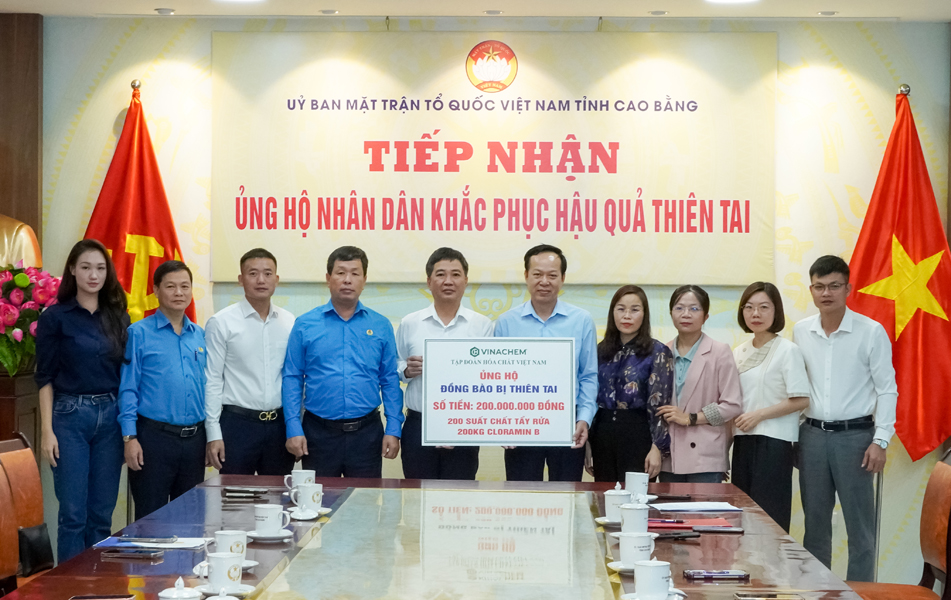 UỶ BAN MẶT TRẬN TỔ QUỐC VIỆT NAM TỈNH CAO BẰNG
TIẾP NHẬN
ỦNG HỘ NHÂN DÂN KHẮC PHỤC HẬU QUẢ THIÊN TAI
VINACHEM
TẬP ĐOÀN HÓA CHẤT VIỆT NAM
ỦNG HỘ
ĐỒNG BÀO BỊ THIÊN TAI
SỐ TIỀN: 200.000.000 ĐỒNG
200 SUẤT CHẤT TẨY RỬA
200KG CLORAMIN B